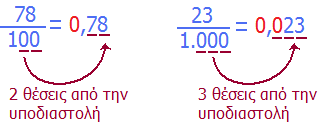 78/100 = 0,78
2 θέσεις από την
υποδιαστολή
23/1.000 = 0,023
3 θέσεις από την
υποδιαστολή